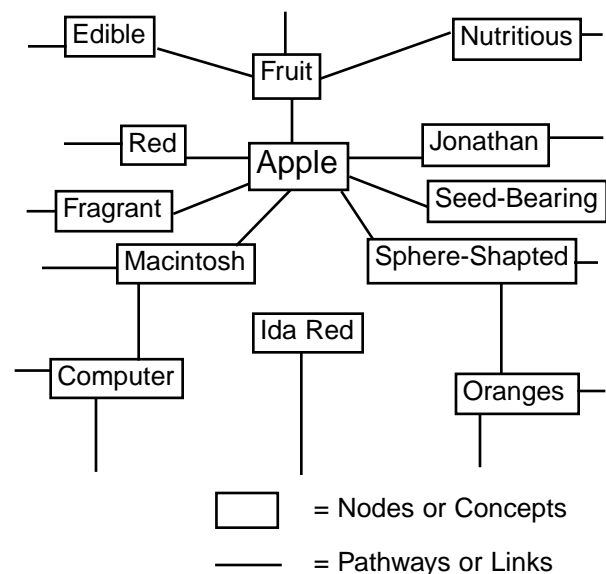 Edible
Nutritious
Fruit
Red
Apple
Jonathan
Fragrant
Seed-Bearing
Macintosh
Sphere-Shapted
Ida Red
Computer
Oranges
= Nodes or Concepts
= Pathways or Links